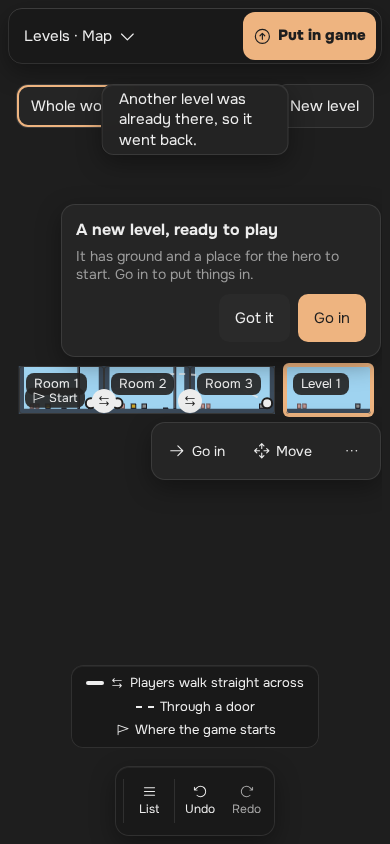 Levels · Map
Put in game
Whole wo
New level
Another level was
already there, so it
went back.
A new level, ready to play
It has ground and a place for the hero to
start. Go in to put things in.
Got it
Go in
Room 1
Room 2
Room 3
Level 1
Start
Go in
Move
...
Players walk straight across
Through a door
Where the game starts
List
Undo
Redo